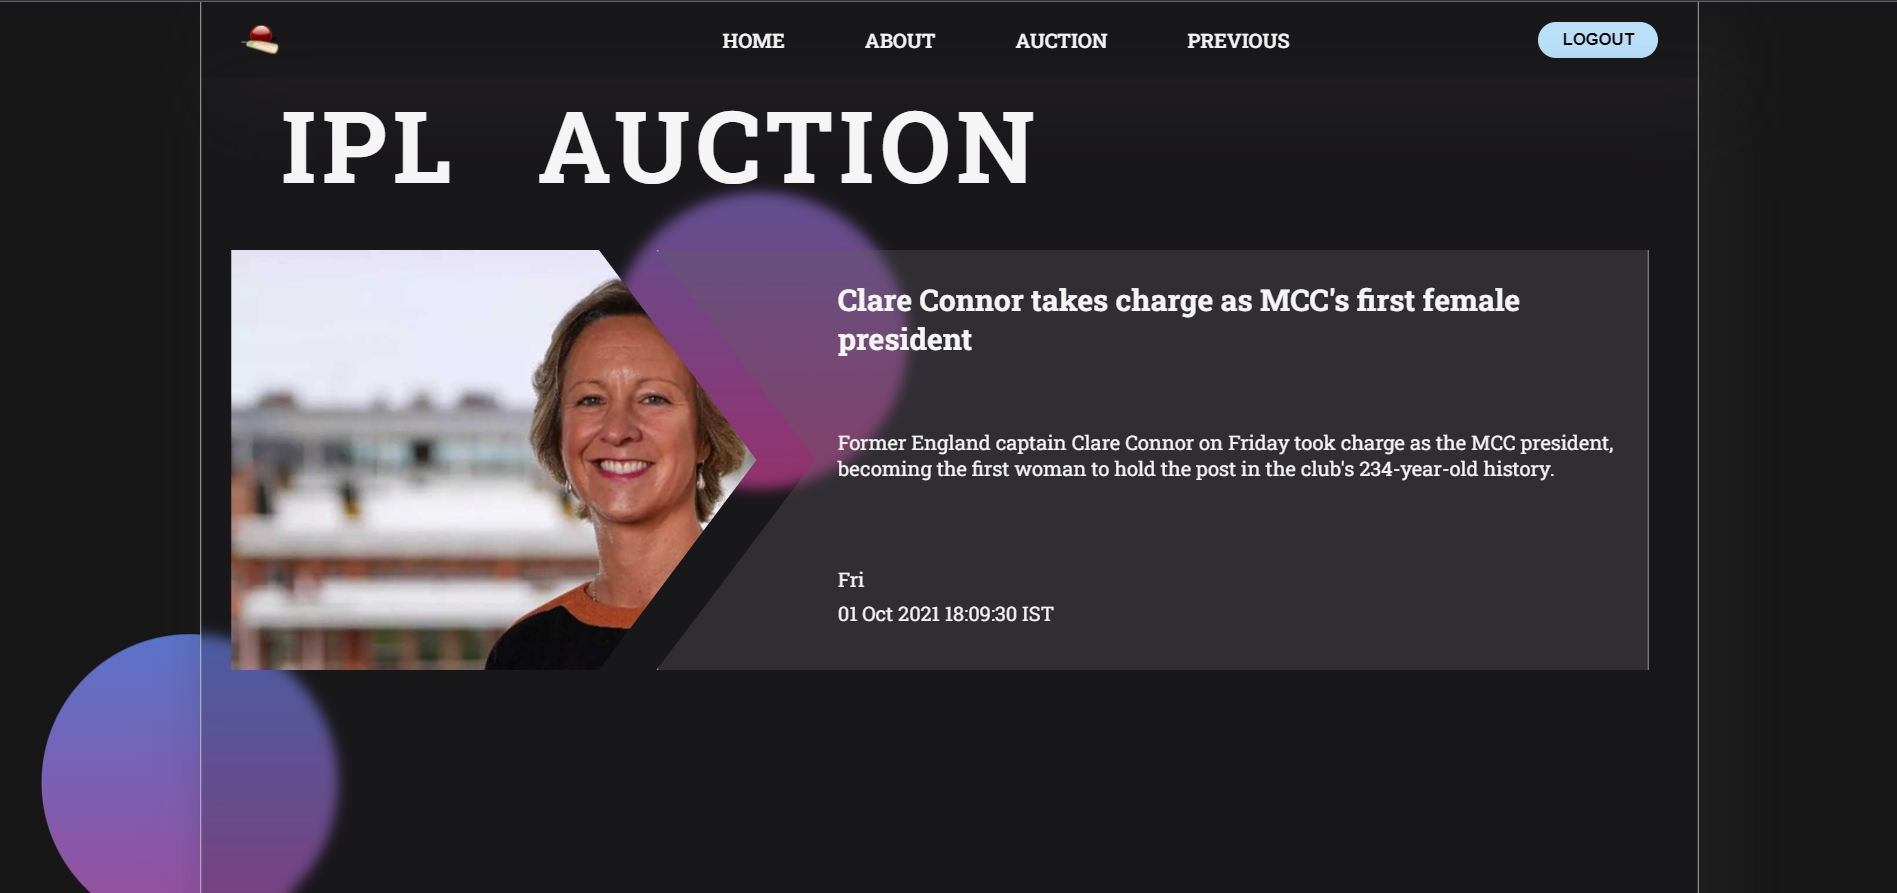 HOME ABOUT AUCTION PREVIOUS LOGOUT
IPL AUCTION
Clare Connor takes charge as MCC's first female
president
Former England captain Clare Connor on Friday took charge as the MCC president,
becoming the first woman to hold the post in the club's 234-year-old history.
Fri
01 Oct 2021 18:09:30 IST